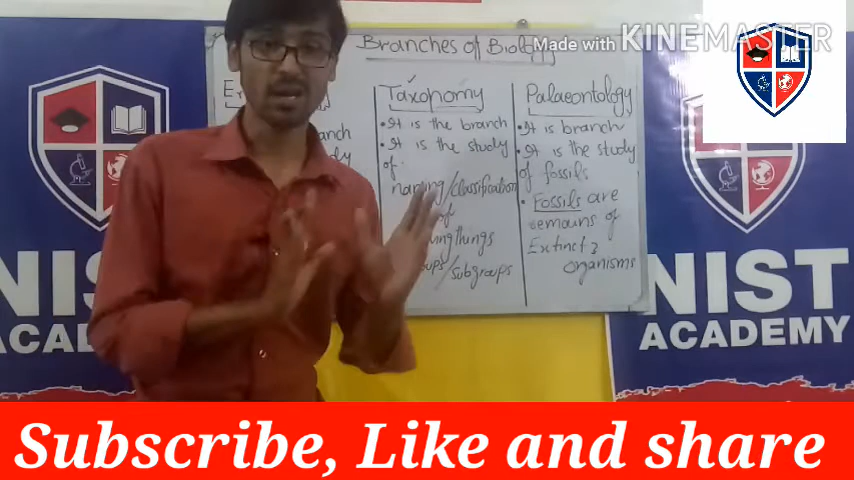 Branches of Biology
Made with KINEMASTER
Taxonomy
• It is the branch
• It is the study
of
naming/classification
of
things
/subgroups
Palaeontology
• It is branch
• It is the study
of fossils
• Fossils are
remains of
Extinct
organisms
NIST
ACADEMY
NIST
ACADEMY
Subscribe, Like and share